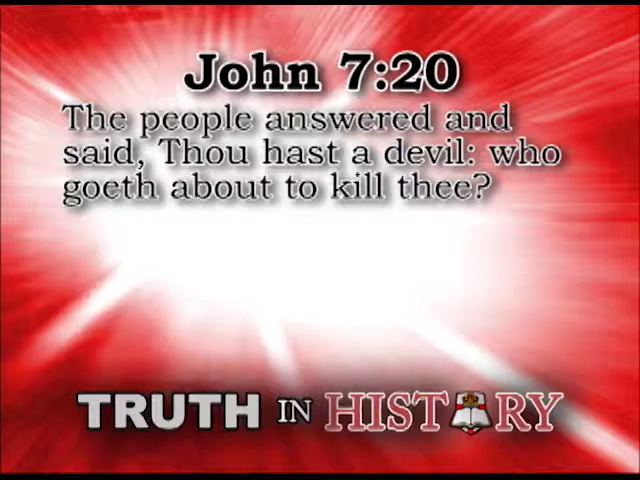 John 7:20
The people answered and
said, Thou hast a devil: who
goeth about to kill thee?
TRUTH IN HISTORY